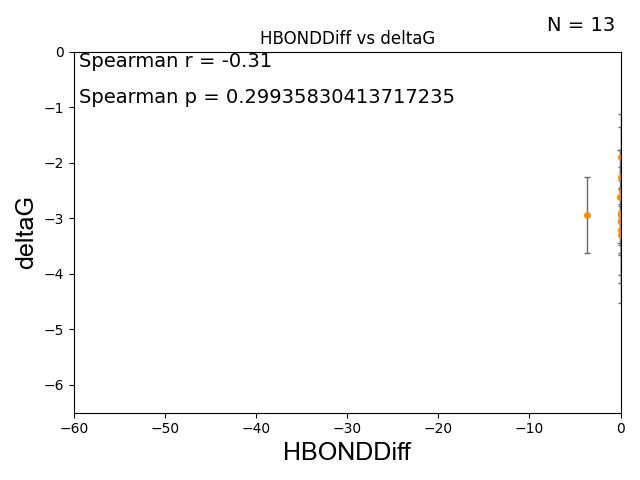 N = 13
HBONDDiff vs deltaG
Spearman r = -0.31
Spearman p = 0.29935830413717235
deltaG
0
−1
−2
−3
−4
−5
−6
−60
−50
−40
−30
−20
−10
0
HBONDDiff